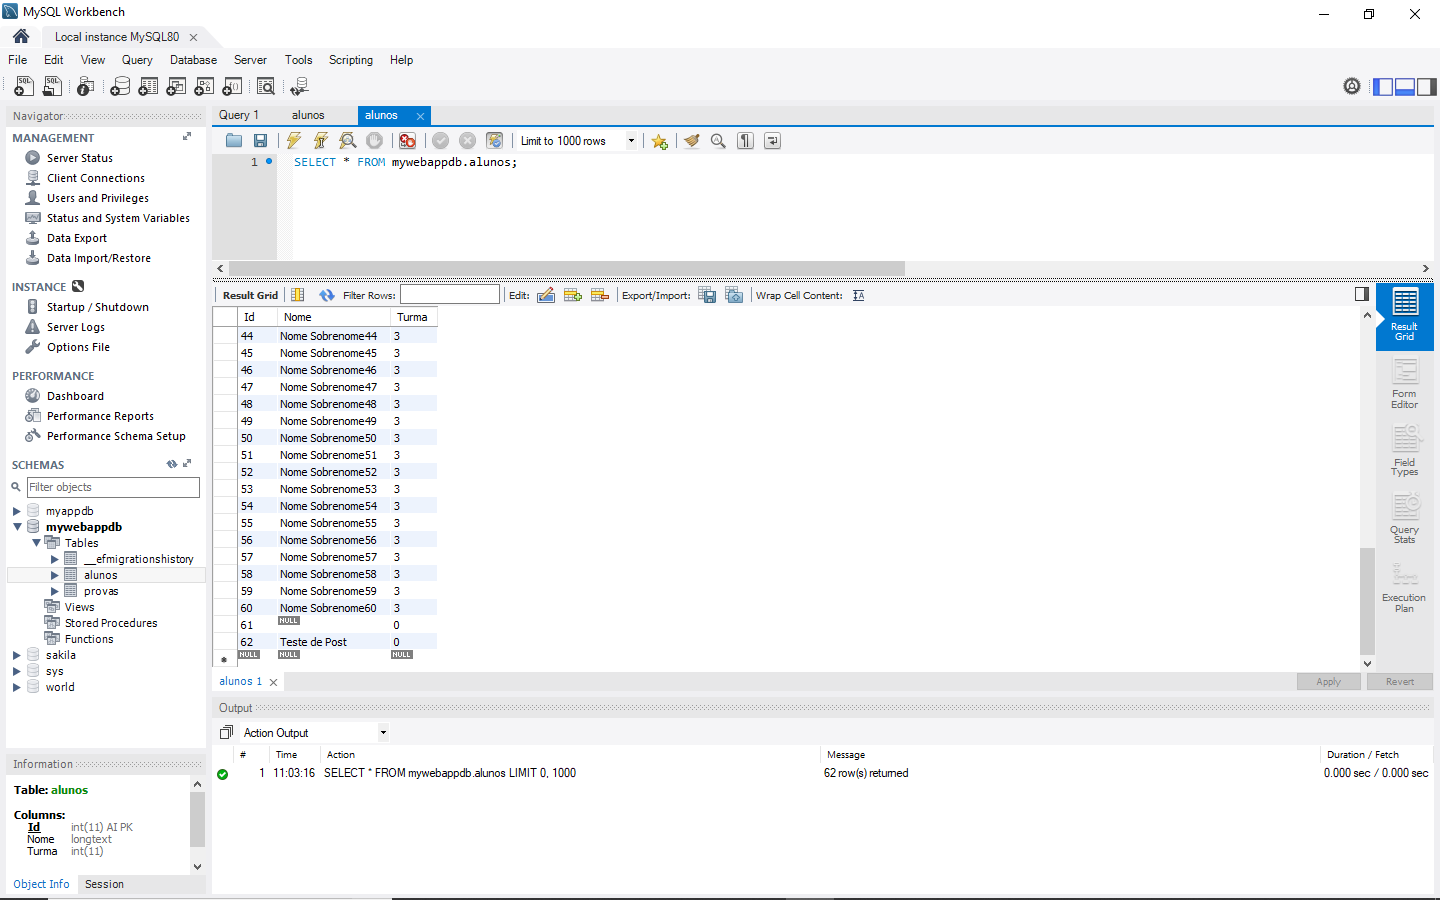 MySQL Workbench
Local instance MySQL80
File Edit View Query Database Server Tools Scripting Help
Navigator
MANAGEMENT
Server Status
Client Connections
Users and Privileges
Status and System Variables
Data Export
Data Import/Restore
INSTANCE
Startup / Shutdown
Server Logs
Options File
PERFORMANCE
Dashboard
Performance Reports
Performance Schema Setup
SCHEMAS
Filter objects
myappdb
mywebappdb
Tables
__efmigrationshistory
alunos
provas
Views
Stored Procedures
Functions
sakila
sys
world
Information
Table: alunos
Columns:
Id int(11) AI PK
Nome longtext
Turma int(11)
Object Info Session
Query 1 alunos alunos
Limit to 1000 rows
1 SELECT * FROM mywebappdb.alunos;
Result Grid Filter Rows: Edit: Export/Import: Wrap Cell Content: IA
Id Nome Turma
44 Nome Sobrenome44 3
45 Nome Sobrenome45 3
46 Nome Sobrenome46 3
47 Nome Sobrenome47 3
48 Nome Sobrenome48 3
49 Nome Sobrenome49 3
50 Nome Sobrenome50 3
51 Nome Sobrenome51 3
52 Nome Sobrenome52 3
53 Nome Sobrenome53 3
54 Nome Sobrenome54 3
55 Nome Sobrenome55 3
56 Nome Sobrenome56 3
57 Nome Sobrenome57 3
58 Nome Sobrenome58 3
59 Nome Sobrenome59 3
60 Nome Sobrenome60 3
61 NULL 0
62 Teste de Post 0
NULL NULL NULL
Result
Grid
Form
Editor
Field
Types
Query
Stats
Execution
Plan
alunos 1
Apply Revert
Output
Action Output
# Time Action Message Duration / Fetch
1 11:03:16 SELECT * FROM mywebappdb.alunos LIMIT 0, 1000 62 row(s) returned 0.000 sec / 0.000 sec